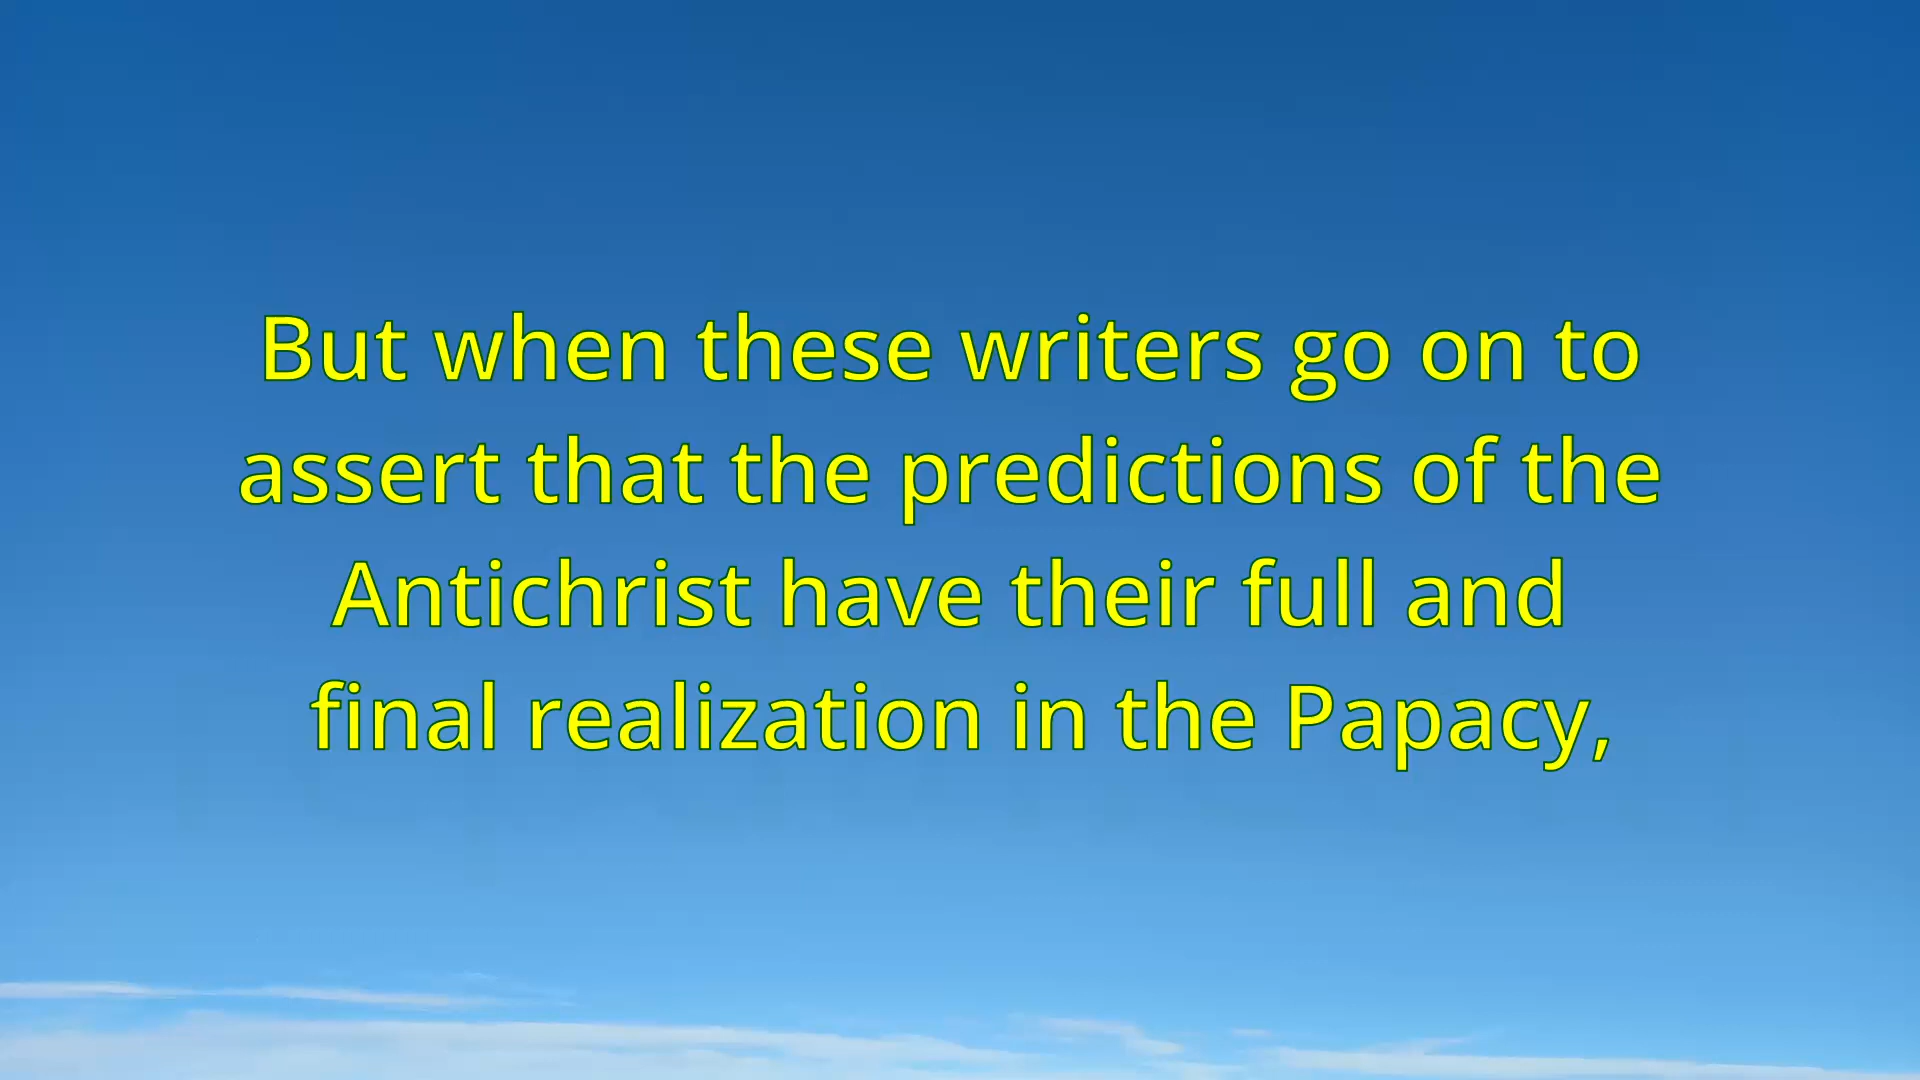 But when these writers go on to
assert that the predictions of the
Antichrist have their full and
final realization in the Papacy,